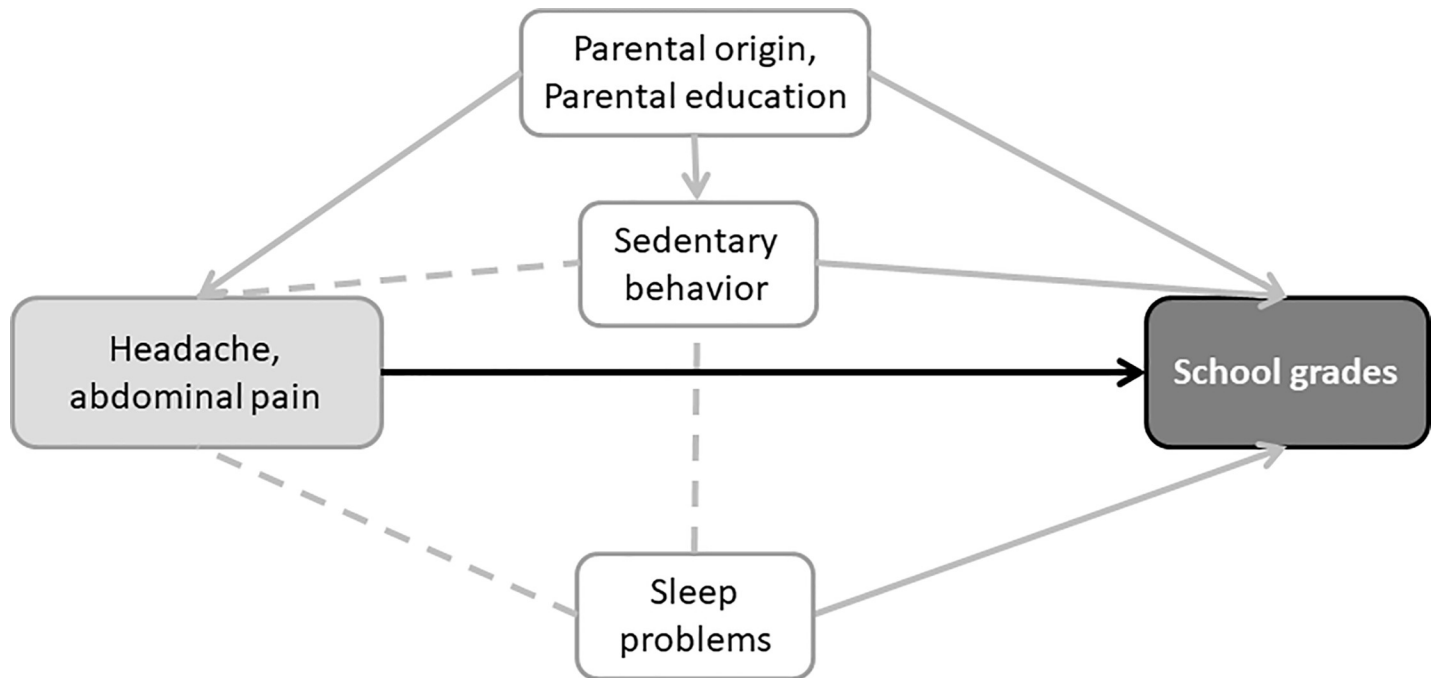 Parental origin,
Parental education
Sedentary
behavior
Headache,
abdominal pain
School grades
Sleep
problems